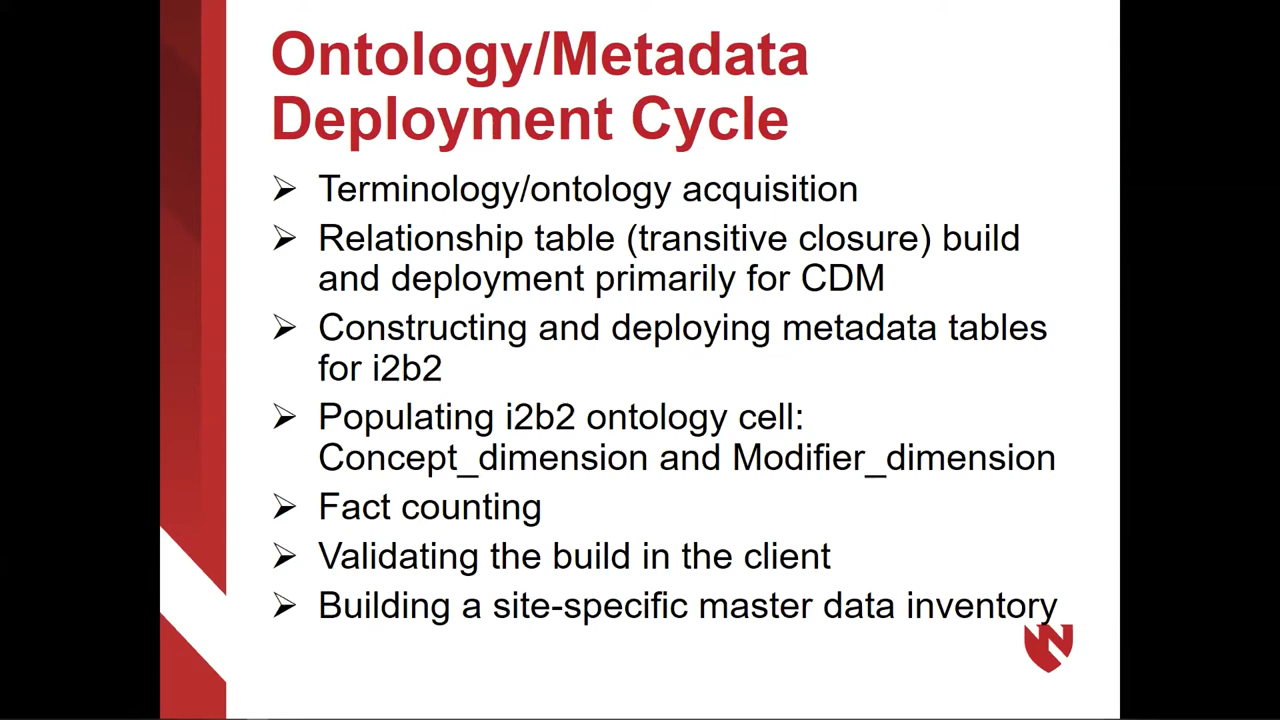 Ontology/Metadata
Deployment Cycle
➢ Terminology/ontology acquisition
➢ Relationship table (transitive closure) build
and deployment primarily for CDM
➢ Constructing and deploying metadata tables
for i2b2
➢ Populating i2b2 ontology cell:
Concept_dimension and Modifier_dimension
➢ Fact counting
➢ Validating the build in the client
➢ Building a site-specific master data inventory